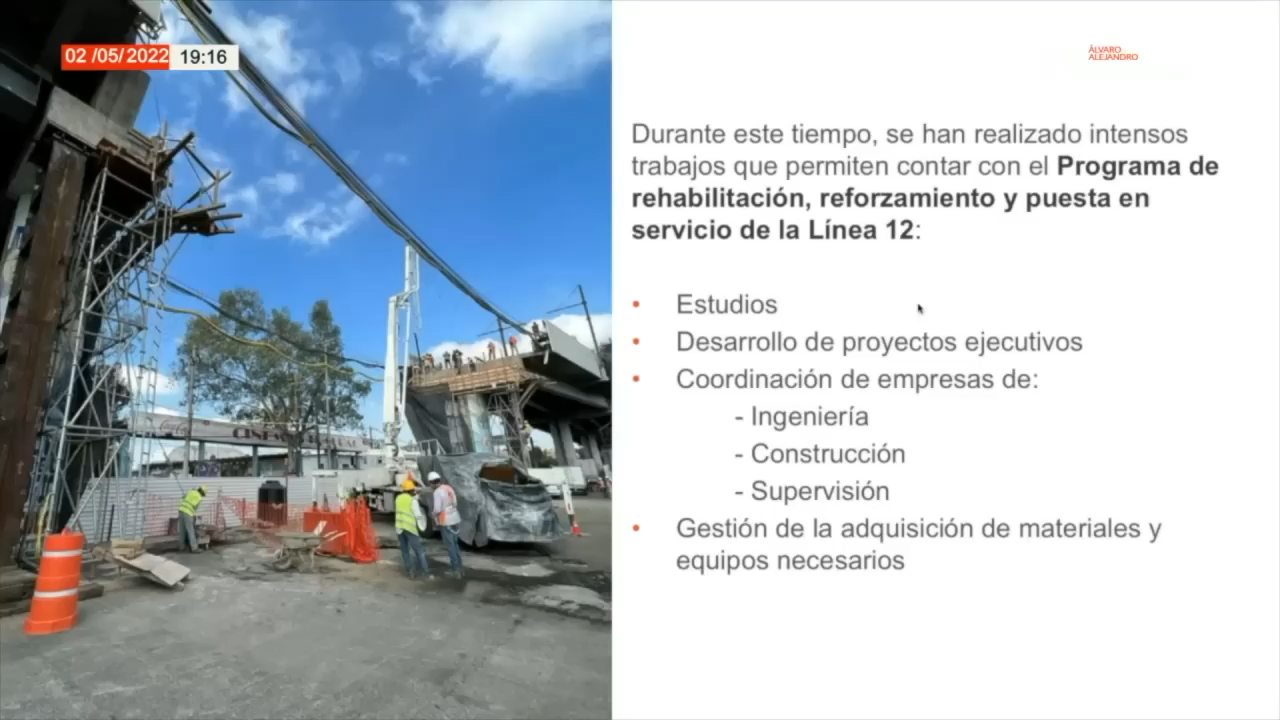 02 /05/ 2022 19:16
ÁLVARO
ALEJANDRO
Durante este tiempo, se han realizado intensos
trabajos que permiten contar con el Programa de
rehabilitación, reforzamiento y puesta en
servicio de la Línea 12:
• Estudios
• Desarrollo de proyectos ejecutivos
• Coordinación de empresas de:
- Ingeniería
- Construcción
- Supervisión
• Gestión de la adquisición de materiales y
equipos necesarios